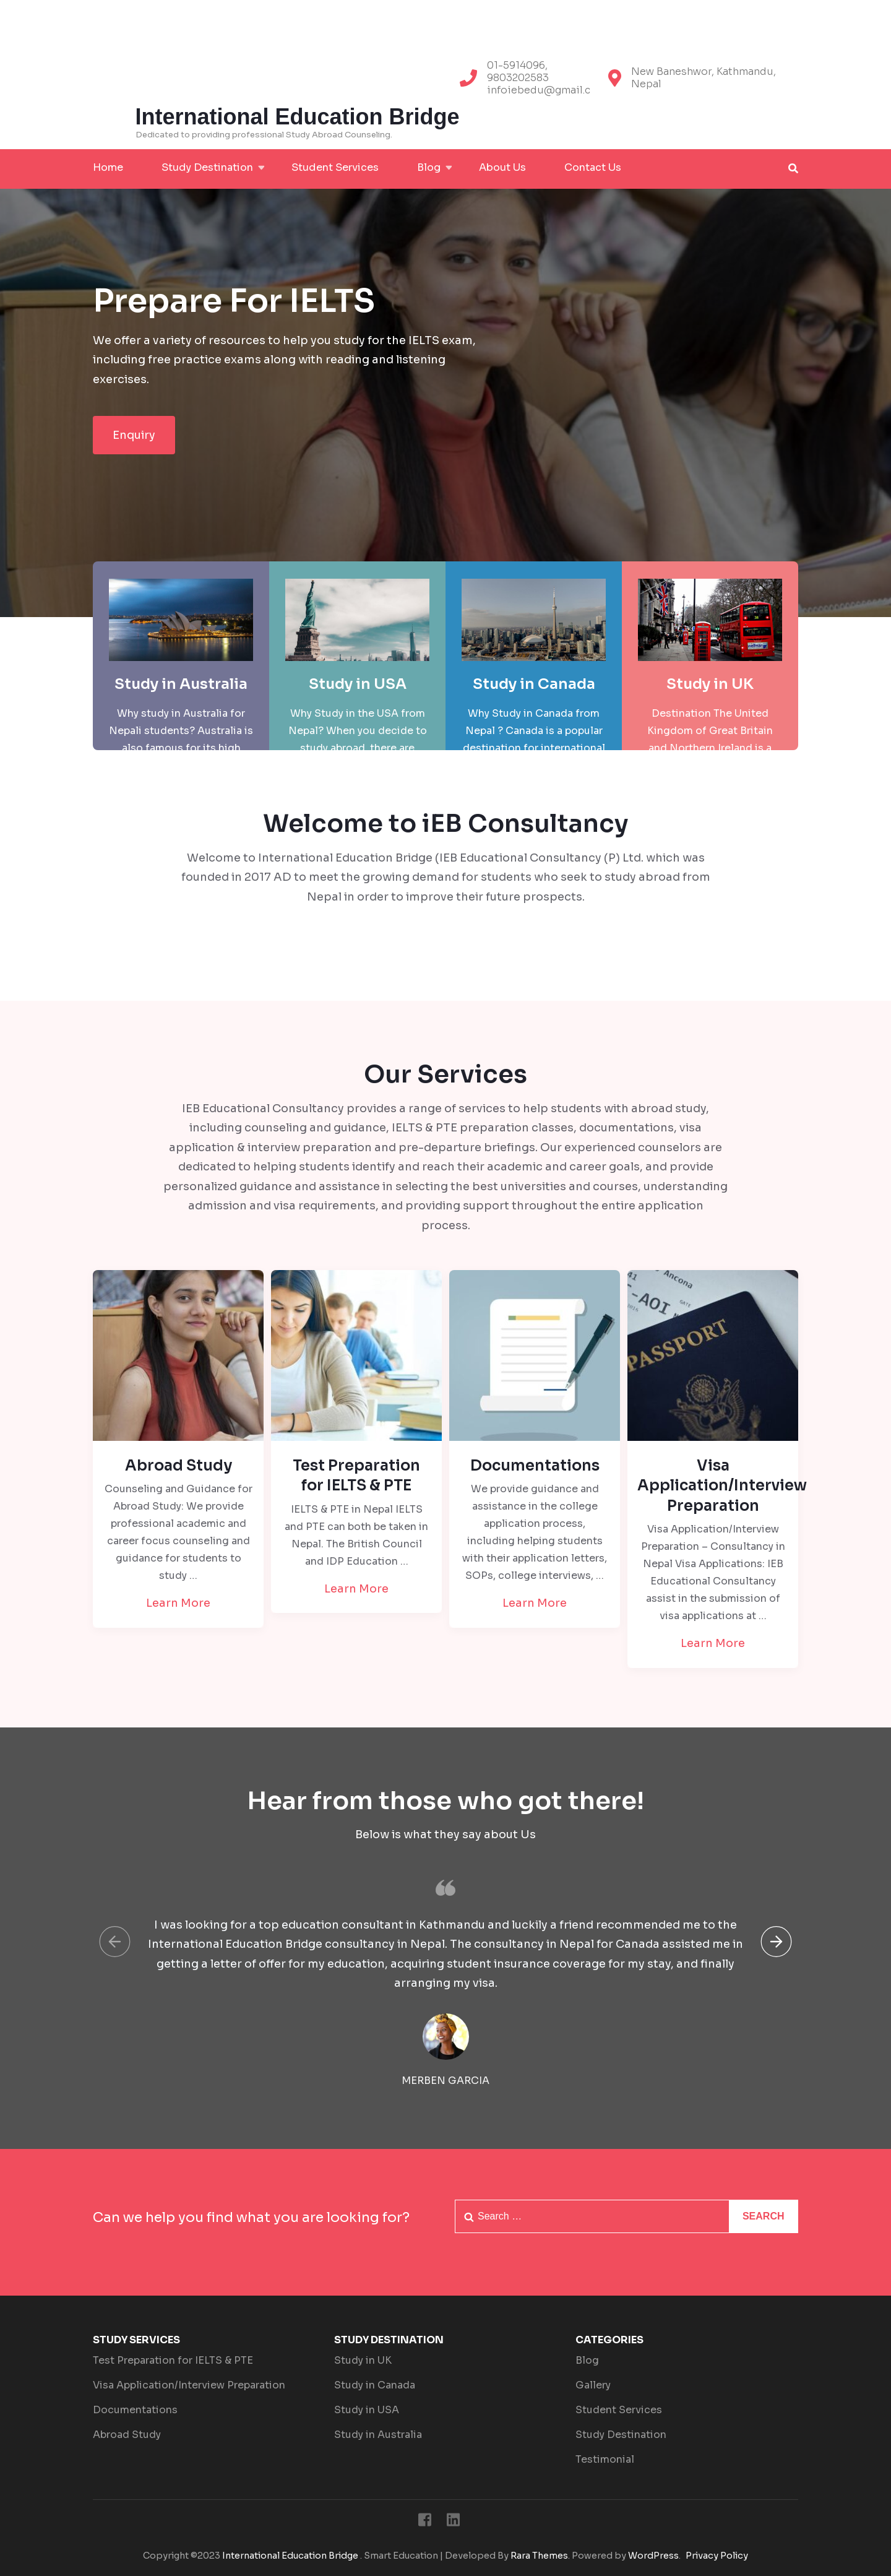 01-5914096,
9803202583
infoiebedu@gmail.c
New Baneshwor, Kathmandu,
Nepal
International Education Bridge
Dedicated to providing professional Study Abroad Counseling.
Home Study Destination Student Services Blog About Us Contact Us
Prepare For IELTS
We offer a variety of resources to help you study for the IELTS exam,
including free practice exams along with reading and listening
exercises.
Enquiry
Study in Australia
Why study in Australia for
Nepali students? Australia is
also famous for its high
Study in USA
Why Study in the USA from
Nepal? When you decide to
study abroad, there are
Study in Canada
Why Study in Canada from
Nepal ? Canada is a popular
destination for international
Study in UK
Destination The United
Kingdom of Great Britain
and Northern Ireland is a
Welcome to iEB Consultancy
Welcome to International Education Bridge (IEB Educational Consultancy (P) Ltd. which was
founded in 2017 AD to meet the growing demand for students who seek to study abroad from
Nepal in order to improve their future prospects.
Our Services
IEB Educational Consultancy provides a range of services to help students with abroad study,
including counseling and guidance, IELTS & PTE preparation classes, documentations, visa
application & interview preparation and pre-departure briefings. Our experienced counselors are
dedicated to helping students identify and reach their academic and career goals, and provide
personalized guidance and assistance in selecting the best universities and courses, understanding
admission and visa requirements, and providing support throughout the entire application
process.
Abroad Study
Counseling and Guidance for
Abroad Study: We provide
professional academic and
career focus counseling and
guidance for students to
study …
Learn More
Test Preparation
for IELTS & PTE
IELTS & PTE in Nepal IELTS
and PTE can both be taken in
Nepal. The British Council
and IDP Education …
Learn More
Documentations
We provide guidance and
assistance in the college
application process,
including helping students
with their application letters,
SOPs, college interviews, …
Learn More
41
Ancona
GATE
-AOI
DATE
PASSPORT
Visa
Application/Interview
Preparation
Visa Application/Interview
Preparation – Consultancy in
Nepal Visa Applications: IEB
Educational Consultancy
assist in the submission of
visa applications at …
Learn More
Hear from those who got there!
Below is what they say about Us
I was looking for a top education consultant in Kathmandu and luckily a friend recommended me to the
International Education Bridge consultancy in Nepal. The consultancy in Nepal for Canada assisted me in
getting a letter of offer for my education, acquiring student insurance coverage for my stay, and finally
arranging my visa.
MERBEN GARCIA
Can we help you find what you are looking for?
Search …
SEARCH
STUDY SERVICES
Test Preparation for IELTS & PTE
Visa Application/Interview Preparation
Documentations
Abroad Study
STUDY DESTINATION
Study in UK
Study in Canada
Study in USA
Study in Australia
CATEGORIES
Blog
Gallery
Student Services
Study Destination
Testimonial
Copyright ©2023 International Education Bridge . Smart Education | Developed By Rara Themes. Powered by WordPress. Privacy Policy